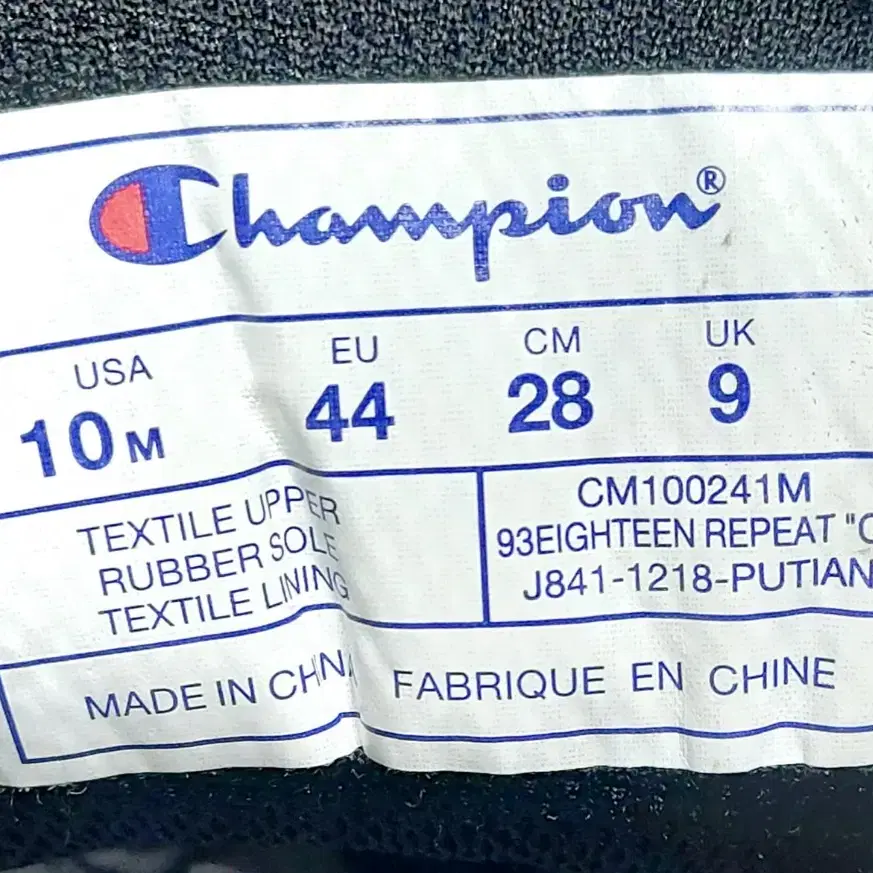 Champion®
USA EU CM UK
10M 44 28 9
TEXTILE UPPER
RUBBER SOLE
TEXTILE LINING
CM100241M
93EIGHTEEN REPEAT "C
J841-1218-PUTIAN
MADE IN CHINA FABRIQUE EN CHINE